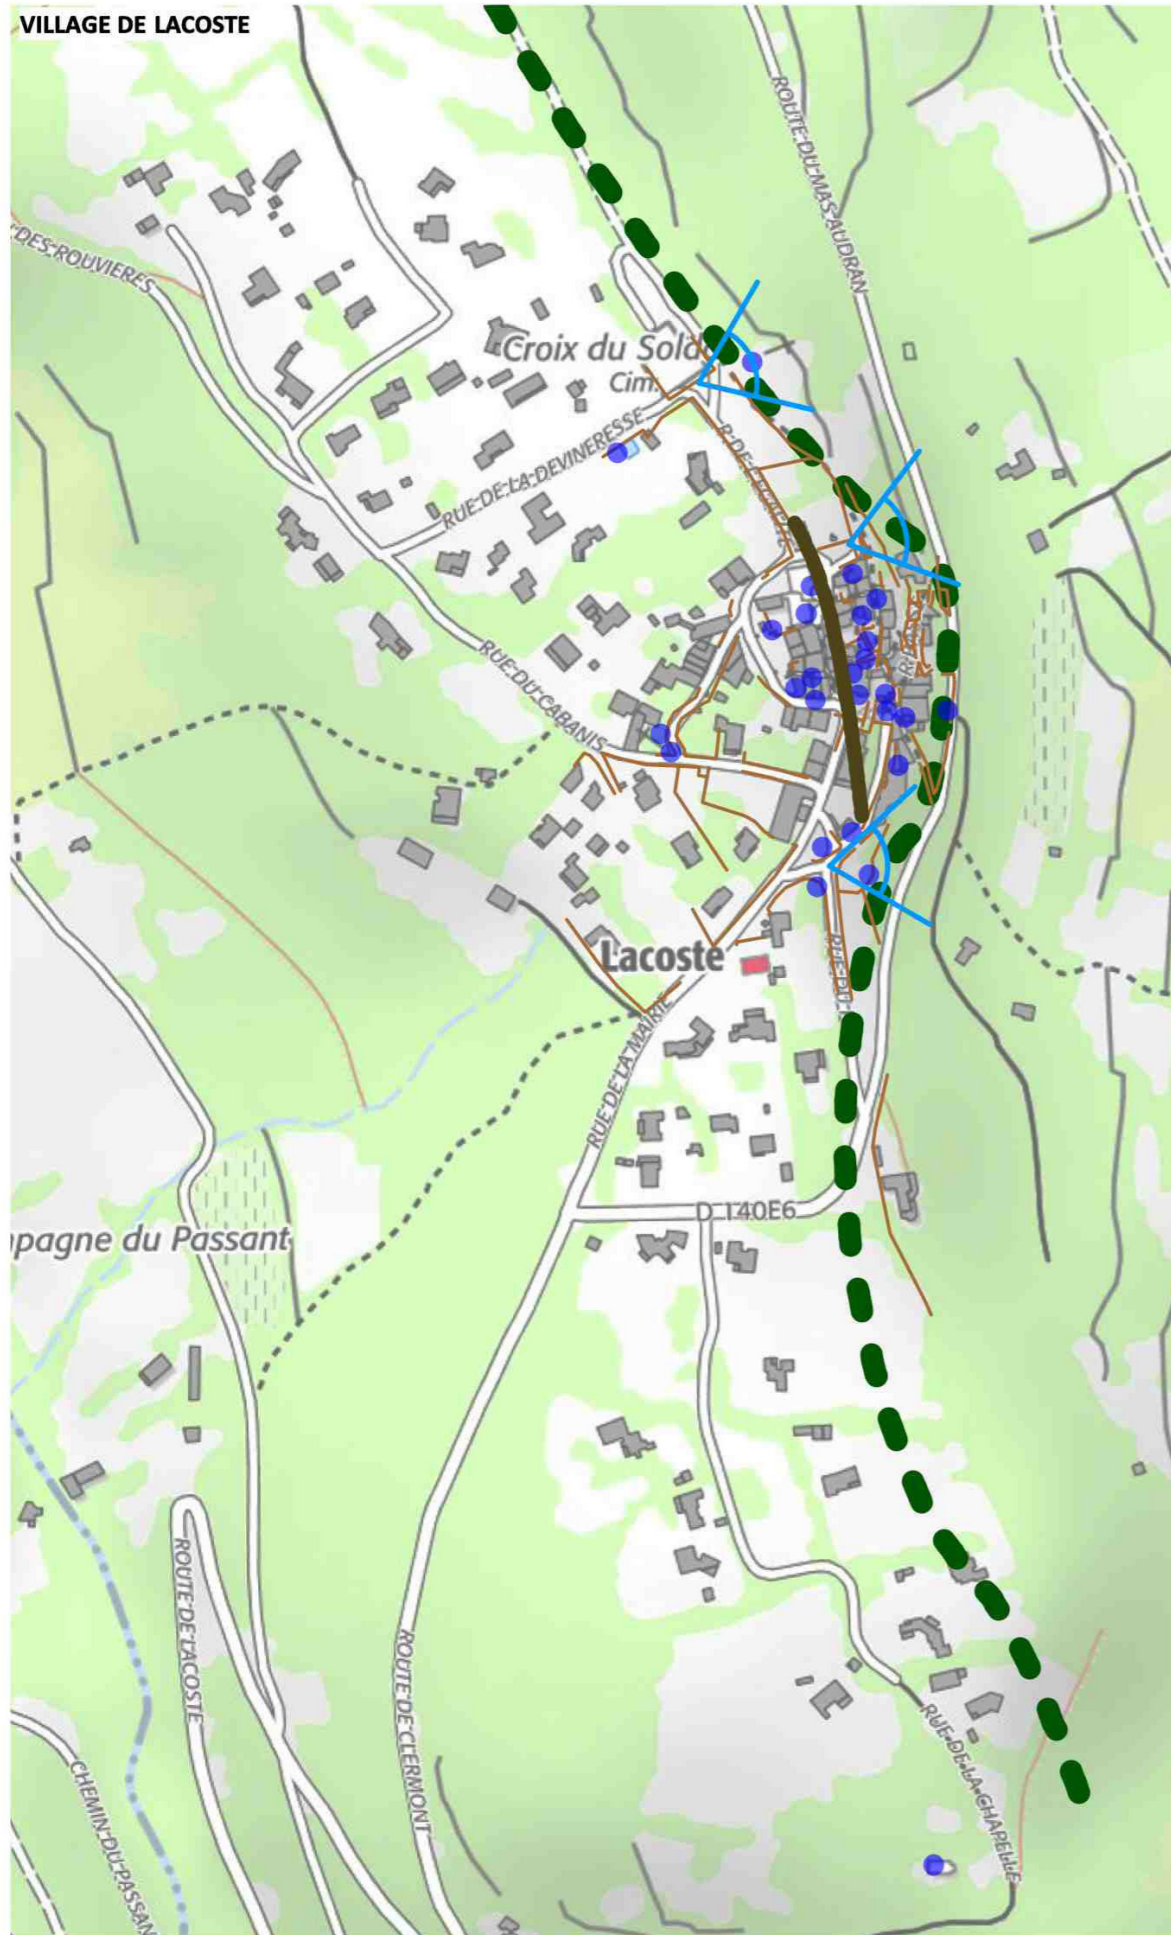 VILLAGE DE LACOSTE
ROUTE DU MAS AUDRAN
DES ROUVIERES
Croix du Sold
Cim.
RUE DE LA DEVINERESSE
RUE DU CABANIS
Lacoste
RUE DU
RUE DE LA MAIRIE
D 140E6
pagne du Passant
ROUTE DE LACOSTE
ROUTE DE CLERMONT
RUE DE LA CHAPELLE
CHEMIN DU PASSAN